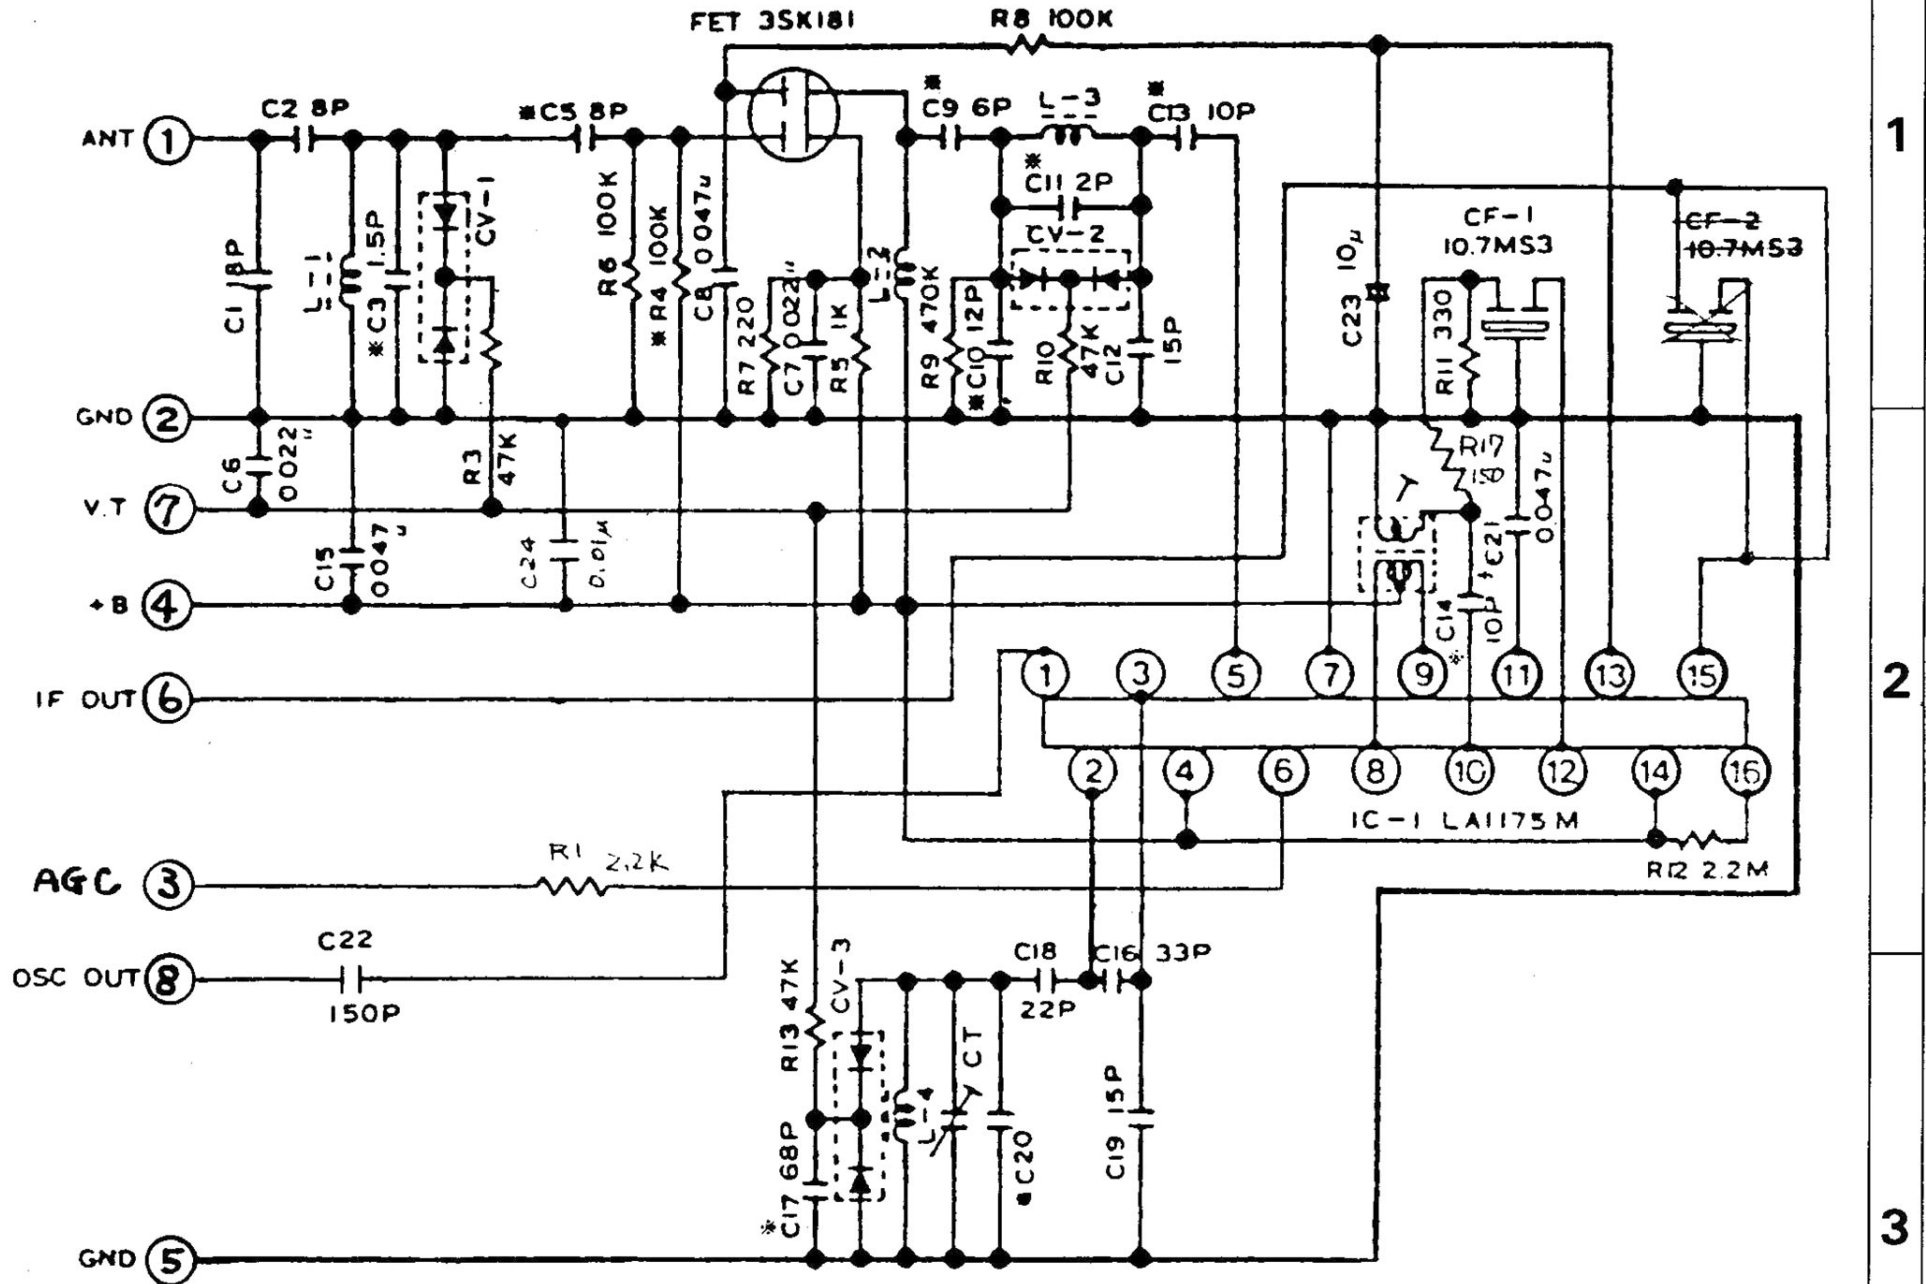 FET 3SK181
R8 100K
ANT 1
C2 8P
※C5 8P
※ C9 6P
L-3
※ C13 10P
1
C1 18P
L-1
※C3 1.5P
CV-1
R6 100K
※R4 100K
C8 0.047u
R7 220
C7 0.022u
R5 1K
L-2
R9 470K
※C10 12P
※ C11 2P
CV-2
R10 47K
C12 15P
C23 10μ
CF-1
10.7MS3
R11 330
CF-2
10.7MS3
GND 2
C6 0.022u
R3 47K
V.T 7
C15 0.047u
C24 0.01μ
R17
150
T
※C14 10P
C21 0.047u
+B 4
IF OUT 6
1 3 5 7 9 11 13 15
2
2 4 6 8 10 12 14 16
IC-1 LA1175M
R12 2.2M
AGC 3
R1 2.2K
C22
150P
OSC OUT 8
C18
22P
C16 33P
R13 47K
CV-3
※C17 68P
L-4
CT
C20
C19 15P
GND 5
3